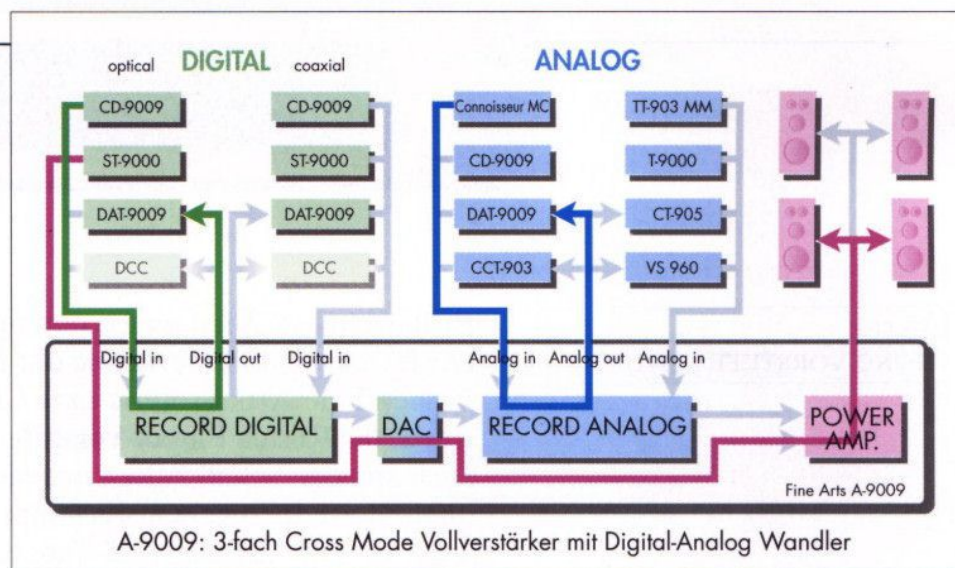 DIGITAL
ANALOG
optical
coaxial
CD-9009
CD-9009
Connoisseur MC
TT-903 MM
ST-9000
ST-9000
CD-9009
T-9000
DAT-9009
DAT-9009
DAT-9009
CT-905
DCC
DCC
CCT-903
VS 960
Digital in
Digital out
Digital in
Analog in
Analog out
Analog in
RECORD DIGITAL
DAC
RECORD ANALOG
POWER
AMP.
Fine Arts A-9009
A-9009: 3-fach Cross Mode Vollverstärker mit Digital-Analog Wandler